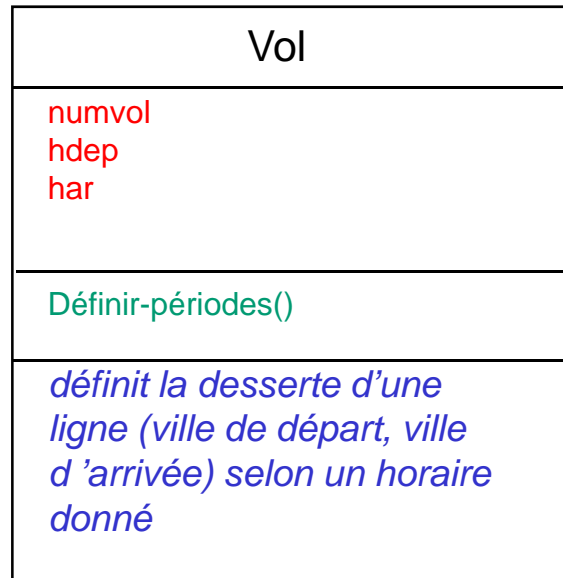 Vol
numvol
hdep
har
Définir-périodes()
définit la desserte d’une
ligne (ville de départ, ville
d ’arrivée) selon un horaire
donné